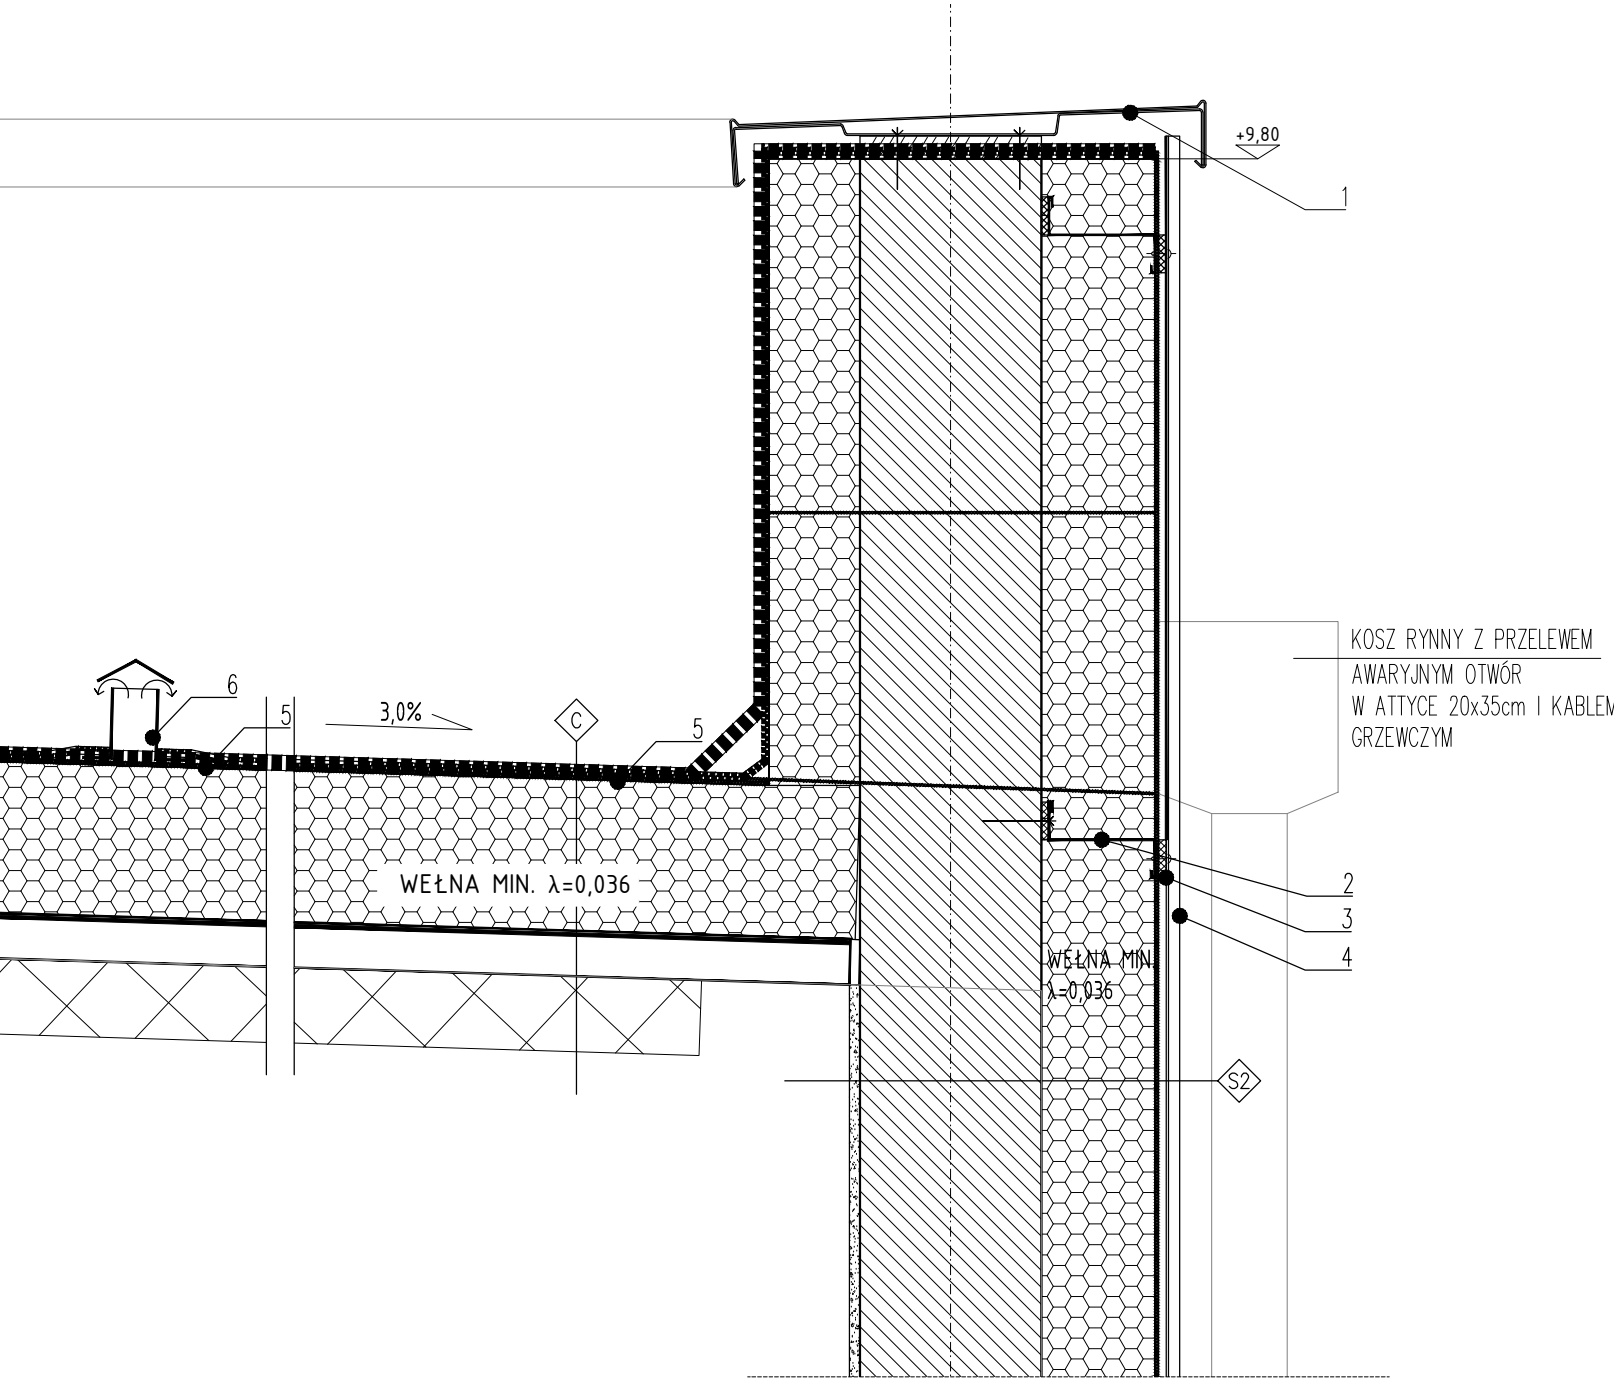 +9,80
1
KOSZ RYNNY Z PRZELEWEM
AWARYJNYM OTWÓR
W ATTYCE 20x35cm I KABLEM
GRZEWCZYM
6
5
3,0%
C
5
WEŁNA MIN. λ=0,036
2
3
4
WEŁNA MIN.
λ=0,036
S2